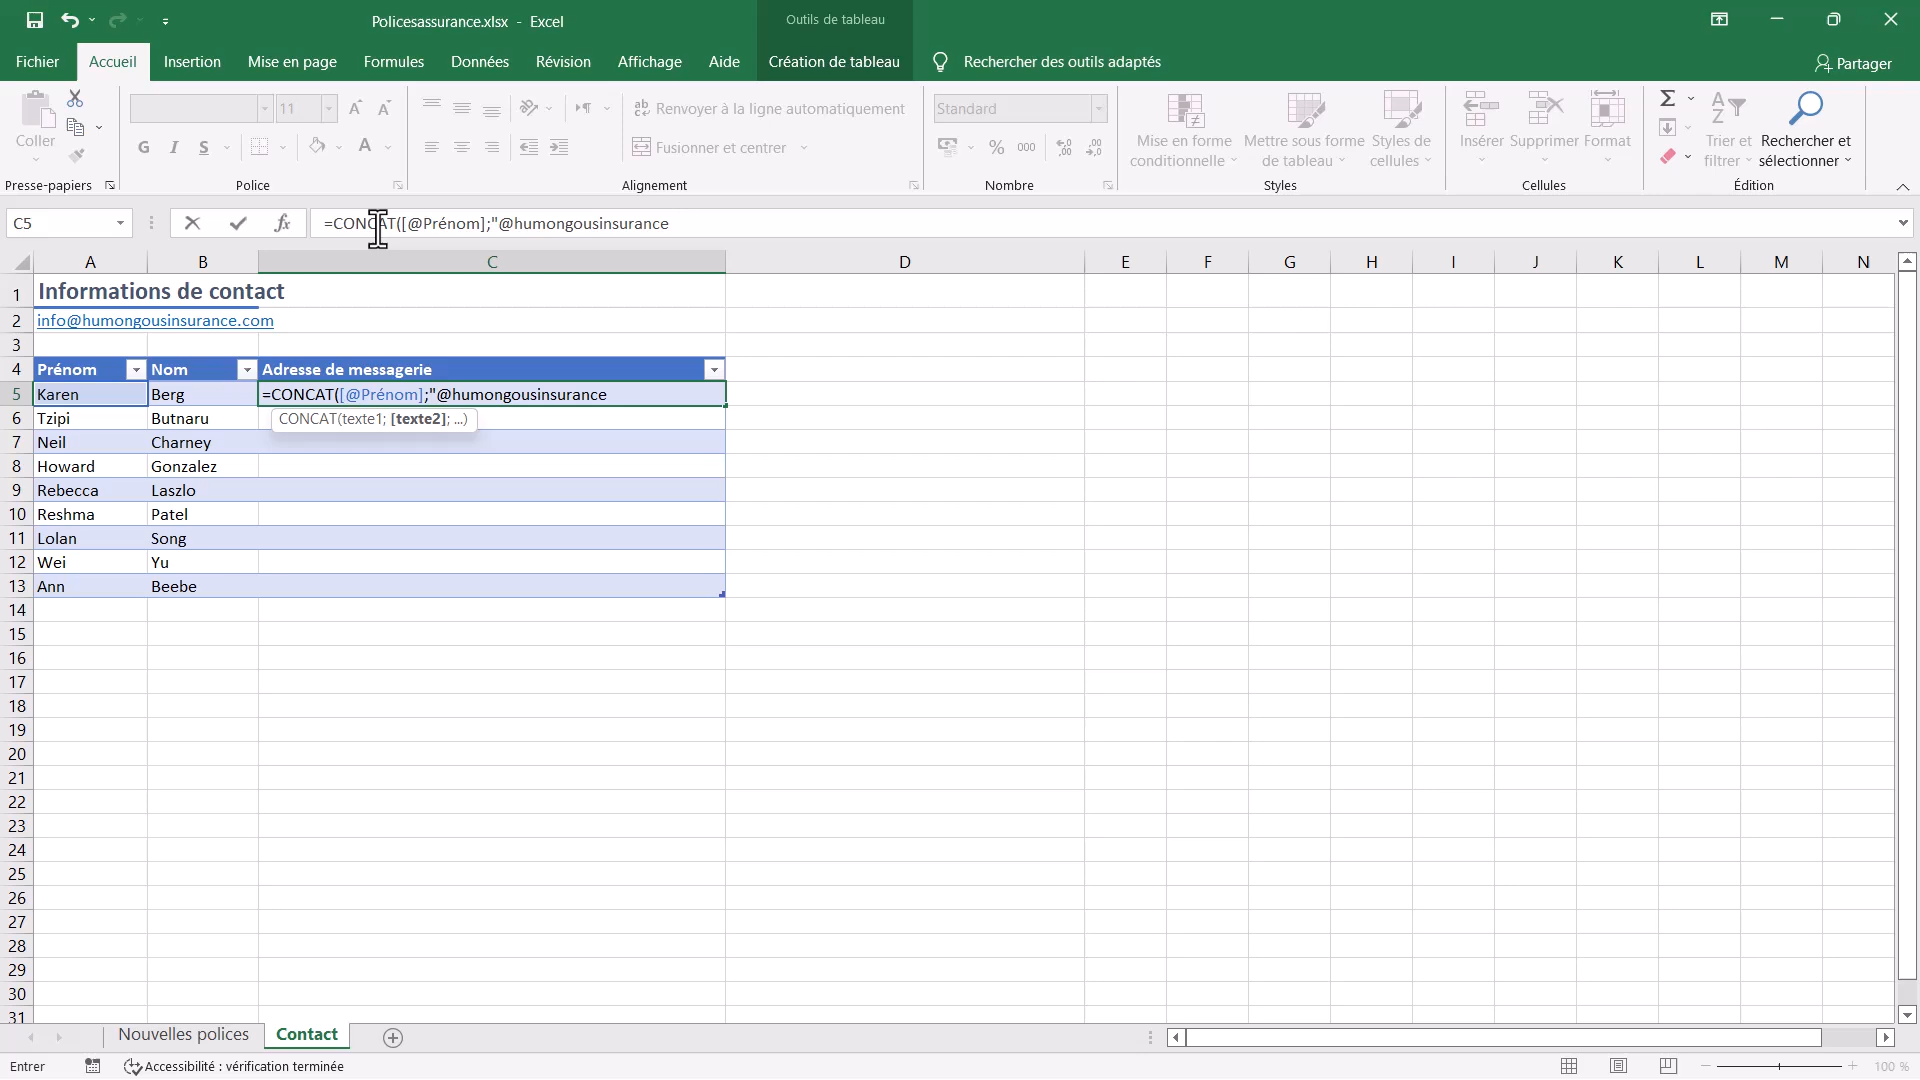 Policesassurance.xlsx - Excel
Outils de tableau
Fichier Accueil Insertion Mise en page Formules Données Révision Affichage Aide Création de tableau Rechercher des outils adaptés Partager
Coller
Presse-papiers
11
G I S A
Police
Renvoyer à la ligne automatiquement
Fusionner et centrer
Alignement
Standard
% 000
Nombre
Mise en forme conditionnelle
Mettre sous forme de tableau
Styles de cellules
Styles
Insérer Supprimer Format
Cellules
Trier et filtrer
Rechercher et sélectionner
Édition
C5 fx =CONCAT([@Prénom];"@humongousinsurance
A B C D E F G H I J K L M N
1 Informations de contact
2 info@humongousinsurance.com
3
4 Prénom Nom Adresse de messagerie
5 Karen Berg =CONCAT([@Prénom];"@humongousinsurance
6 Tzipi Butnaru CONCAT(texte1; [texte2]; ...)
7 Neil Charney
8 Howard Gonzalez
9 Rebecca Laszlo
10 Reshma Patel
11 Lolan Song
12 Wei Yu
13 Ann Beebe
14
15
16
17
18
19
20
21
22
23
24
25
26
27
28
29
30
31
Nouvelles polices Contact
Entrer Accessibilité : vérification terminée 100 %